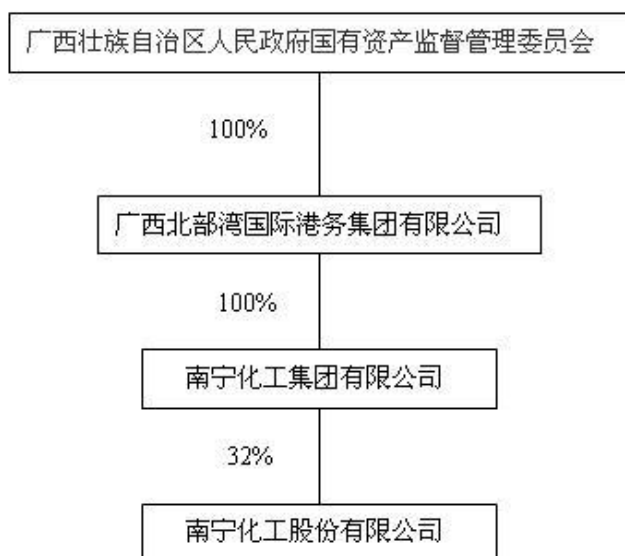 广西壮族自治区人民政府国有资产监督管理委员会
100%
广西北部湾国际港务集团有限公司
100%
南宁化工集团有限公司
32%
南宁化工股份有限公司